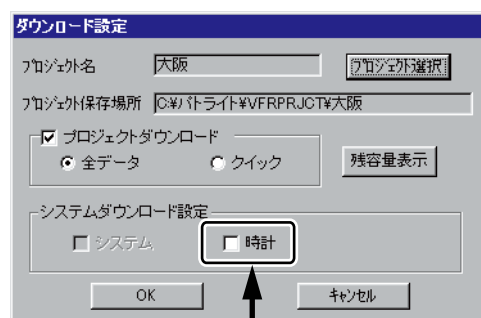 ダウンロード設定
プロジェクト名 大阪 プロジェクト選択
プロジェクト保存場所 C:¥パトライト¥VFRPRJCT¥大阪
プロジェクトダウンロード
全データ クイック 残容量表示
システムダウンロード設定
システム 時計
OK キャンセル